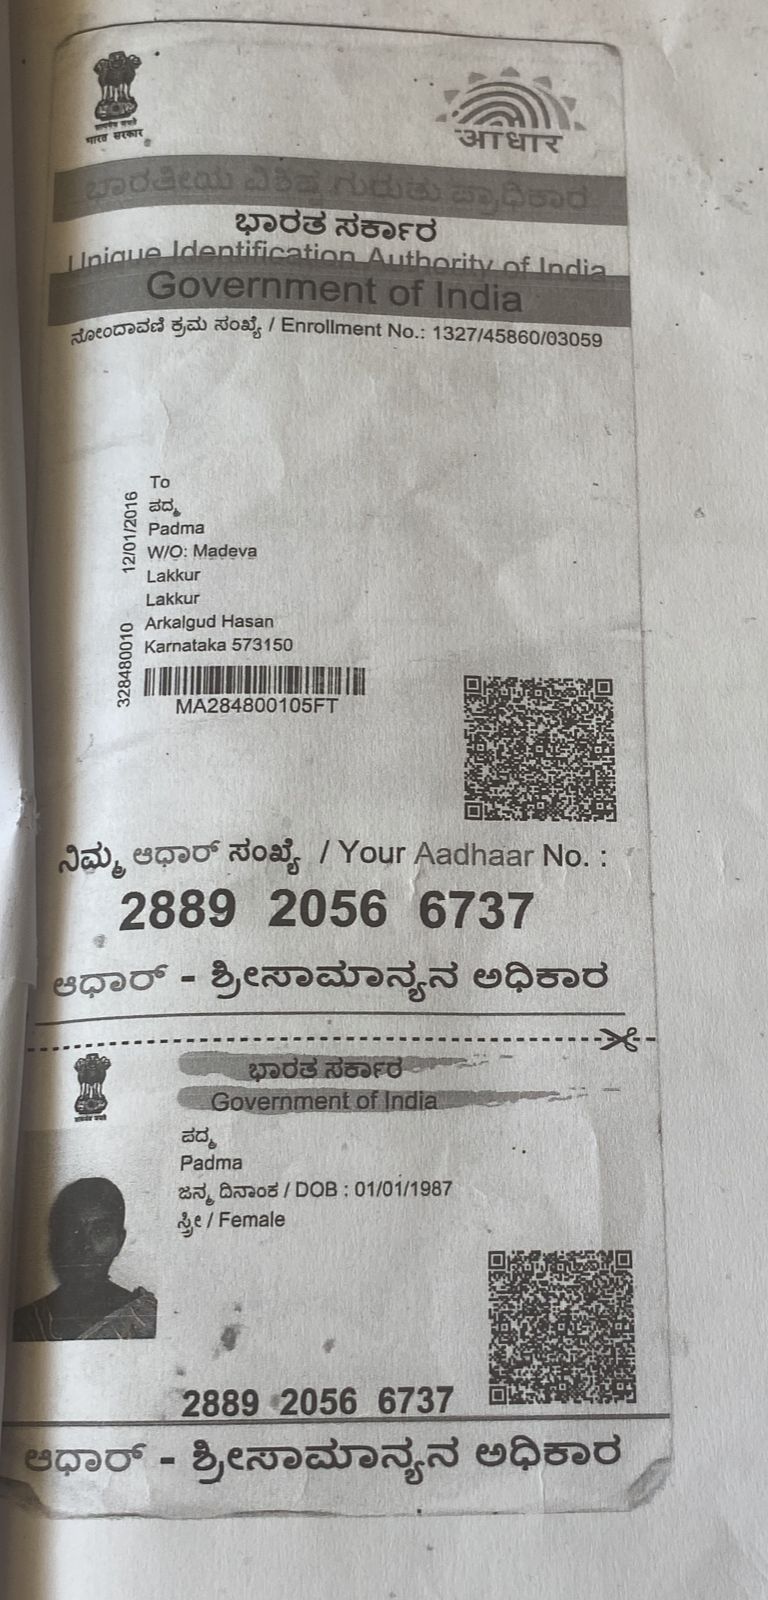 भारत सरकार
आधार
ಭಾರತೀಯ ವಿಶಿಷ್ಟ ಗುರುತು ಪ್ರಾಧಿಕಾರ
ಭಾರತ ಸರ್ಕಾರ
Unique Identification Authority of India
Government of India
ನೋಂದಾವಣಿ ಕ್ರಮ ಸಂಖ್ಯೆ / Enrollment No.: 1327/45860/03059
To
ಪದ್ಮ
Padma
W/O: Madeva
Lakkur
Lakkur
Arkalgud Hasan
Karnataka 573150
328480010 12/01/2016
MA284800105FT
ನಿಮ್ಮ ಆಧಾರ್ ಸಂಖ್ಯೆ / Your Aadhaar No. :
2889 2056 6737
ಆಧಾರ್ - ಶ್ರೀಸಾಮಾನ್ಯನ ಅಧಿಕಾರ
ಭಾರತ ಸರ್ಕಾರ
Government of India
ಪದ್ಮ
Padma
ಜನ್ಮ ದಿನಾಂಕ / DOB : 01/01/1987
ಸ್ತ್ರೀ / Female
2889 2056 6737
ಆಧಾರ್ - ಶ್ರೀಸಾಮಾನ್ಯನ ಅಧಿಕಾರ